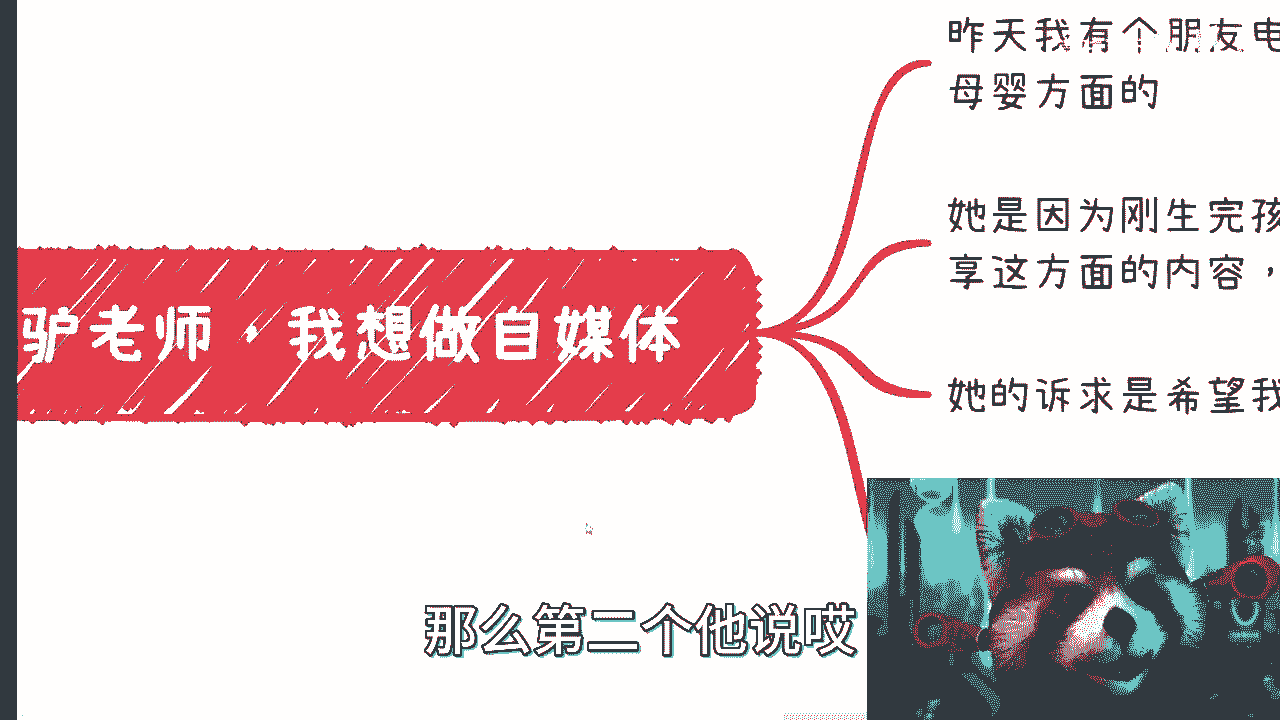 驴老师，我想做自媒体
昨天我有个朋友电
母婴方面的
她是因为刚生完孩
享这方面的内容，
她的诉求是希望我
那么第二个他说哎